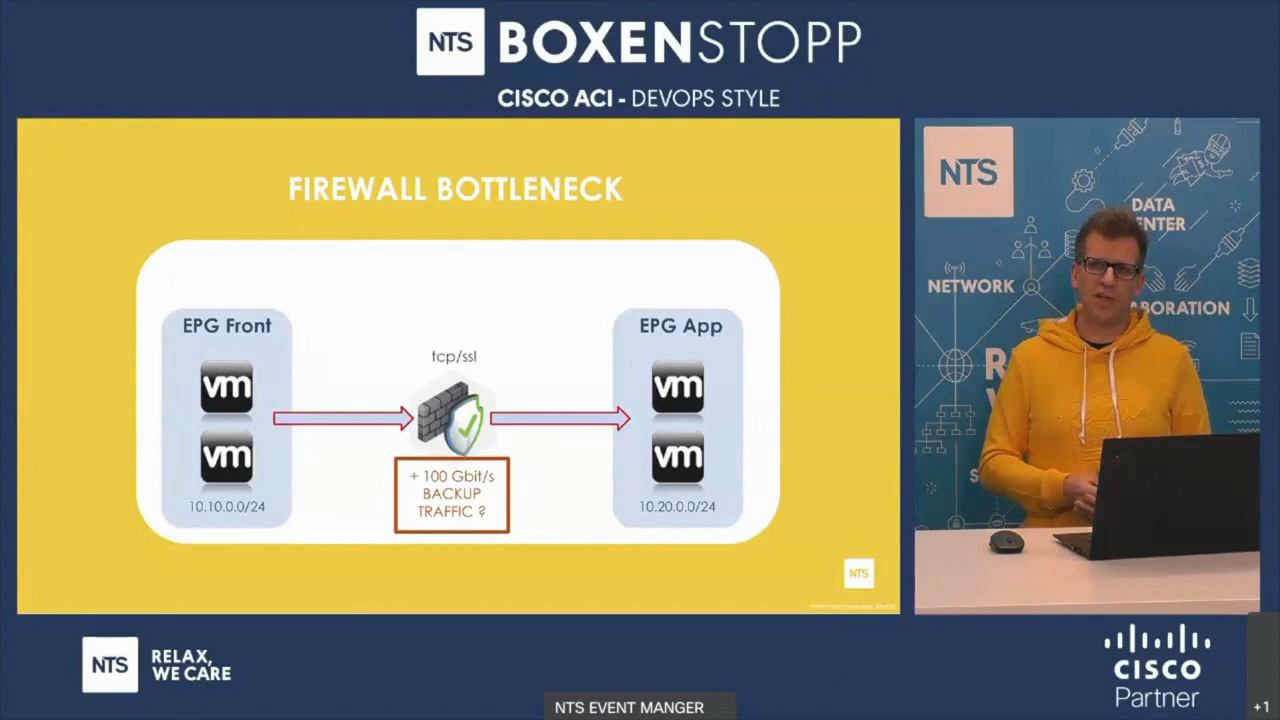 NTS BOXENSTOPP
CISCO ACI - DEVOPS STYLE
FIREWALL BOTTLENECK
EPG Front
vm
vm
10.10.0.0/24
tcp/ssl
+ 100 Gbit/s
BACKUP
TRAFFIC ?
EPG App
vm
vm
10.20.0.0/24
NTS
NTS
DATA
ENTER
NETWORK
ABORATION
R
S
NTS RELAX,
WE CARE
CISCO
Partner
NTS EVENT MANGER
+1